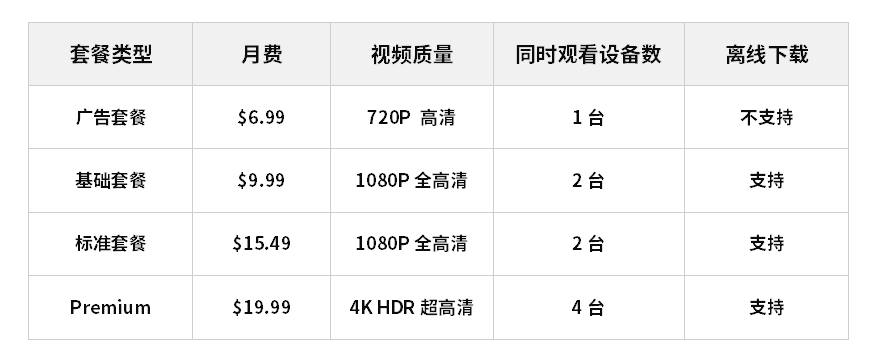 套餐类型 月费 视频质量 同时观看设备数 离线下载
广告套餐 $6.99 720P 高清 1 台 不支持
基础套餐 $9.99 1080P 全高清 2 台 支持
标准套餐 $15.49 1080P 全高清 2 台 支持
Premium $19.99 4K HDR 超高清 4 台 支持